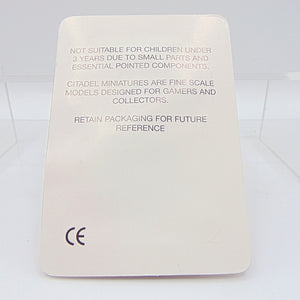 NOT SUITABLE FOR CHILDREN UNDER
3 YEARS DUE TO SMALL PARTS AND
ESSENTIAL POINTED COMPONENTS.
CITADEL MINIATURES ARE FINE SCALE
MODELS DESIGNED FOR GAMERS AND
COLLECTORS.
RETAIN PACKAGING FOR FUTURE
REFERENCE
CE